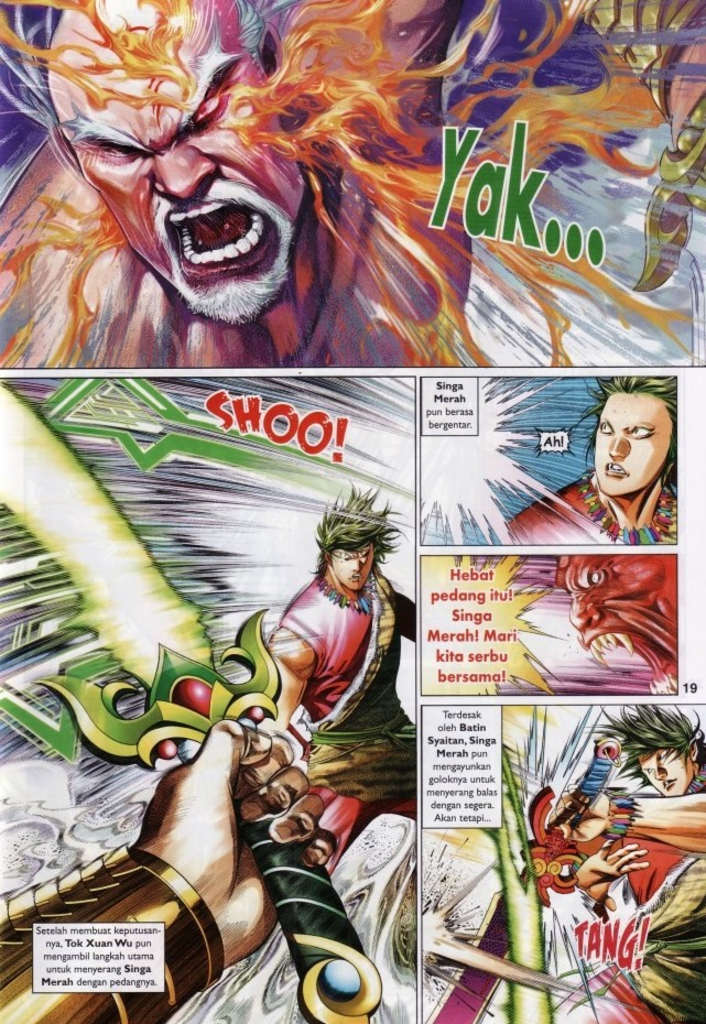 Yak...
SHOO!
Singa
Merah
pun berasa
bergentar.
Ah!
Hebat
pedang itu!
Singa
Merah! Mari
kita serbu
bersama!
19
Terdesak
oleh Batin
Syaitan, Singa
Merah pun
mengayunkan
goloknya untuk
menyerang balas
dengan segera.
Akan tetapi...
TANG!
Setelah membuat keputusan-
nya, Tok Xuan Wu pun
mengambil langkah utama
untuk menyerang Singa
Merah dengan pedangnya.